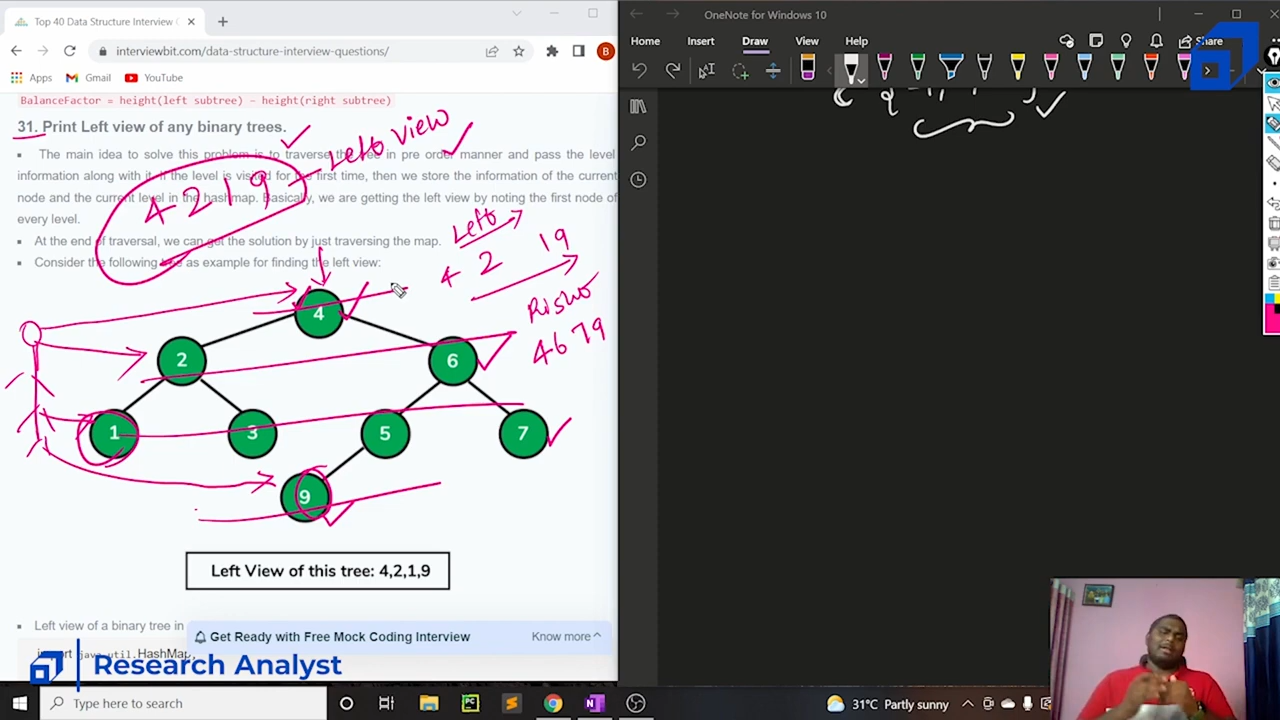 Top 40 Data Structure Interview
OneNote for Windows 10
interviewbit.com/data-structure-interview-questions/
B
Home Insert Draw View Help
Share
Apps Gmail YouTube
BalanceFactor = height(left subtree) – height(right subtree)
31. Print Left view of any binary trees.
Left View
The main idea to solve this problem is to traverse the tree in pre order manner and pass the level
information along with it. If the level is visited for the first time, then we store the information of the current
node and the current level in the hashmap. Basically, we are getting the left view by noting the first node of
every level.
4 2 1 9
At the end of traversal, we can get the solution by just traversing the map.
Consider the following tree as example for finding the left view:
Left
4 2 19
Right
4679
4
2
6
1
3
5
7
9
Left View of this tree: 4,2,1,9
Left view of a binary tree in
Get Ready with Free Mock Coding Interview
Know more
import java.util.HashMap
Research Analyst
Type here to search
31°C Partly sunny